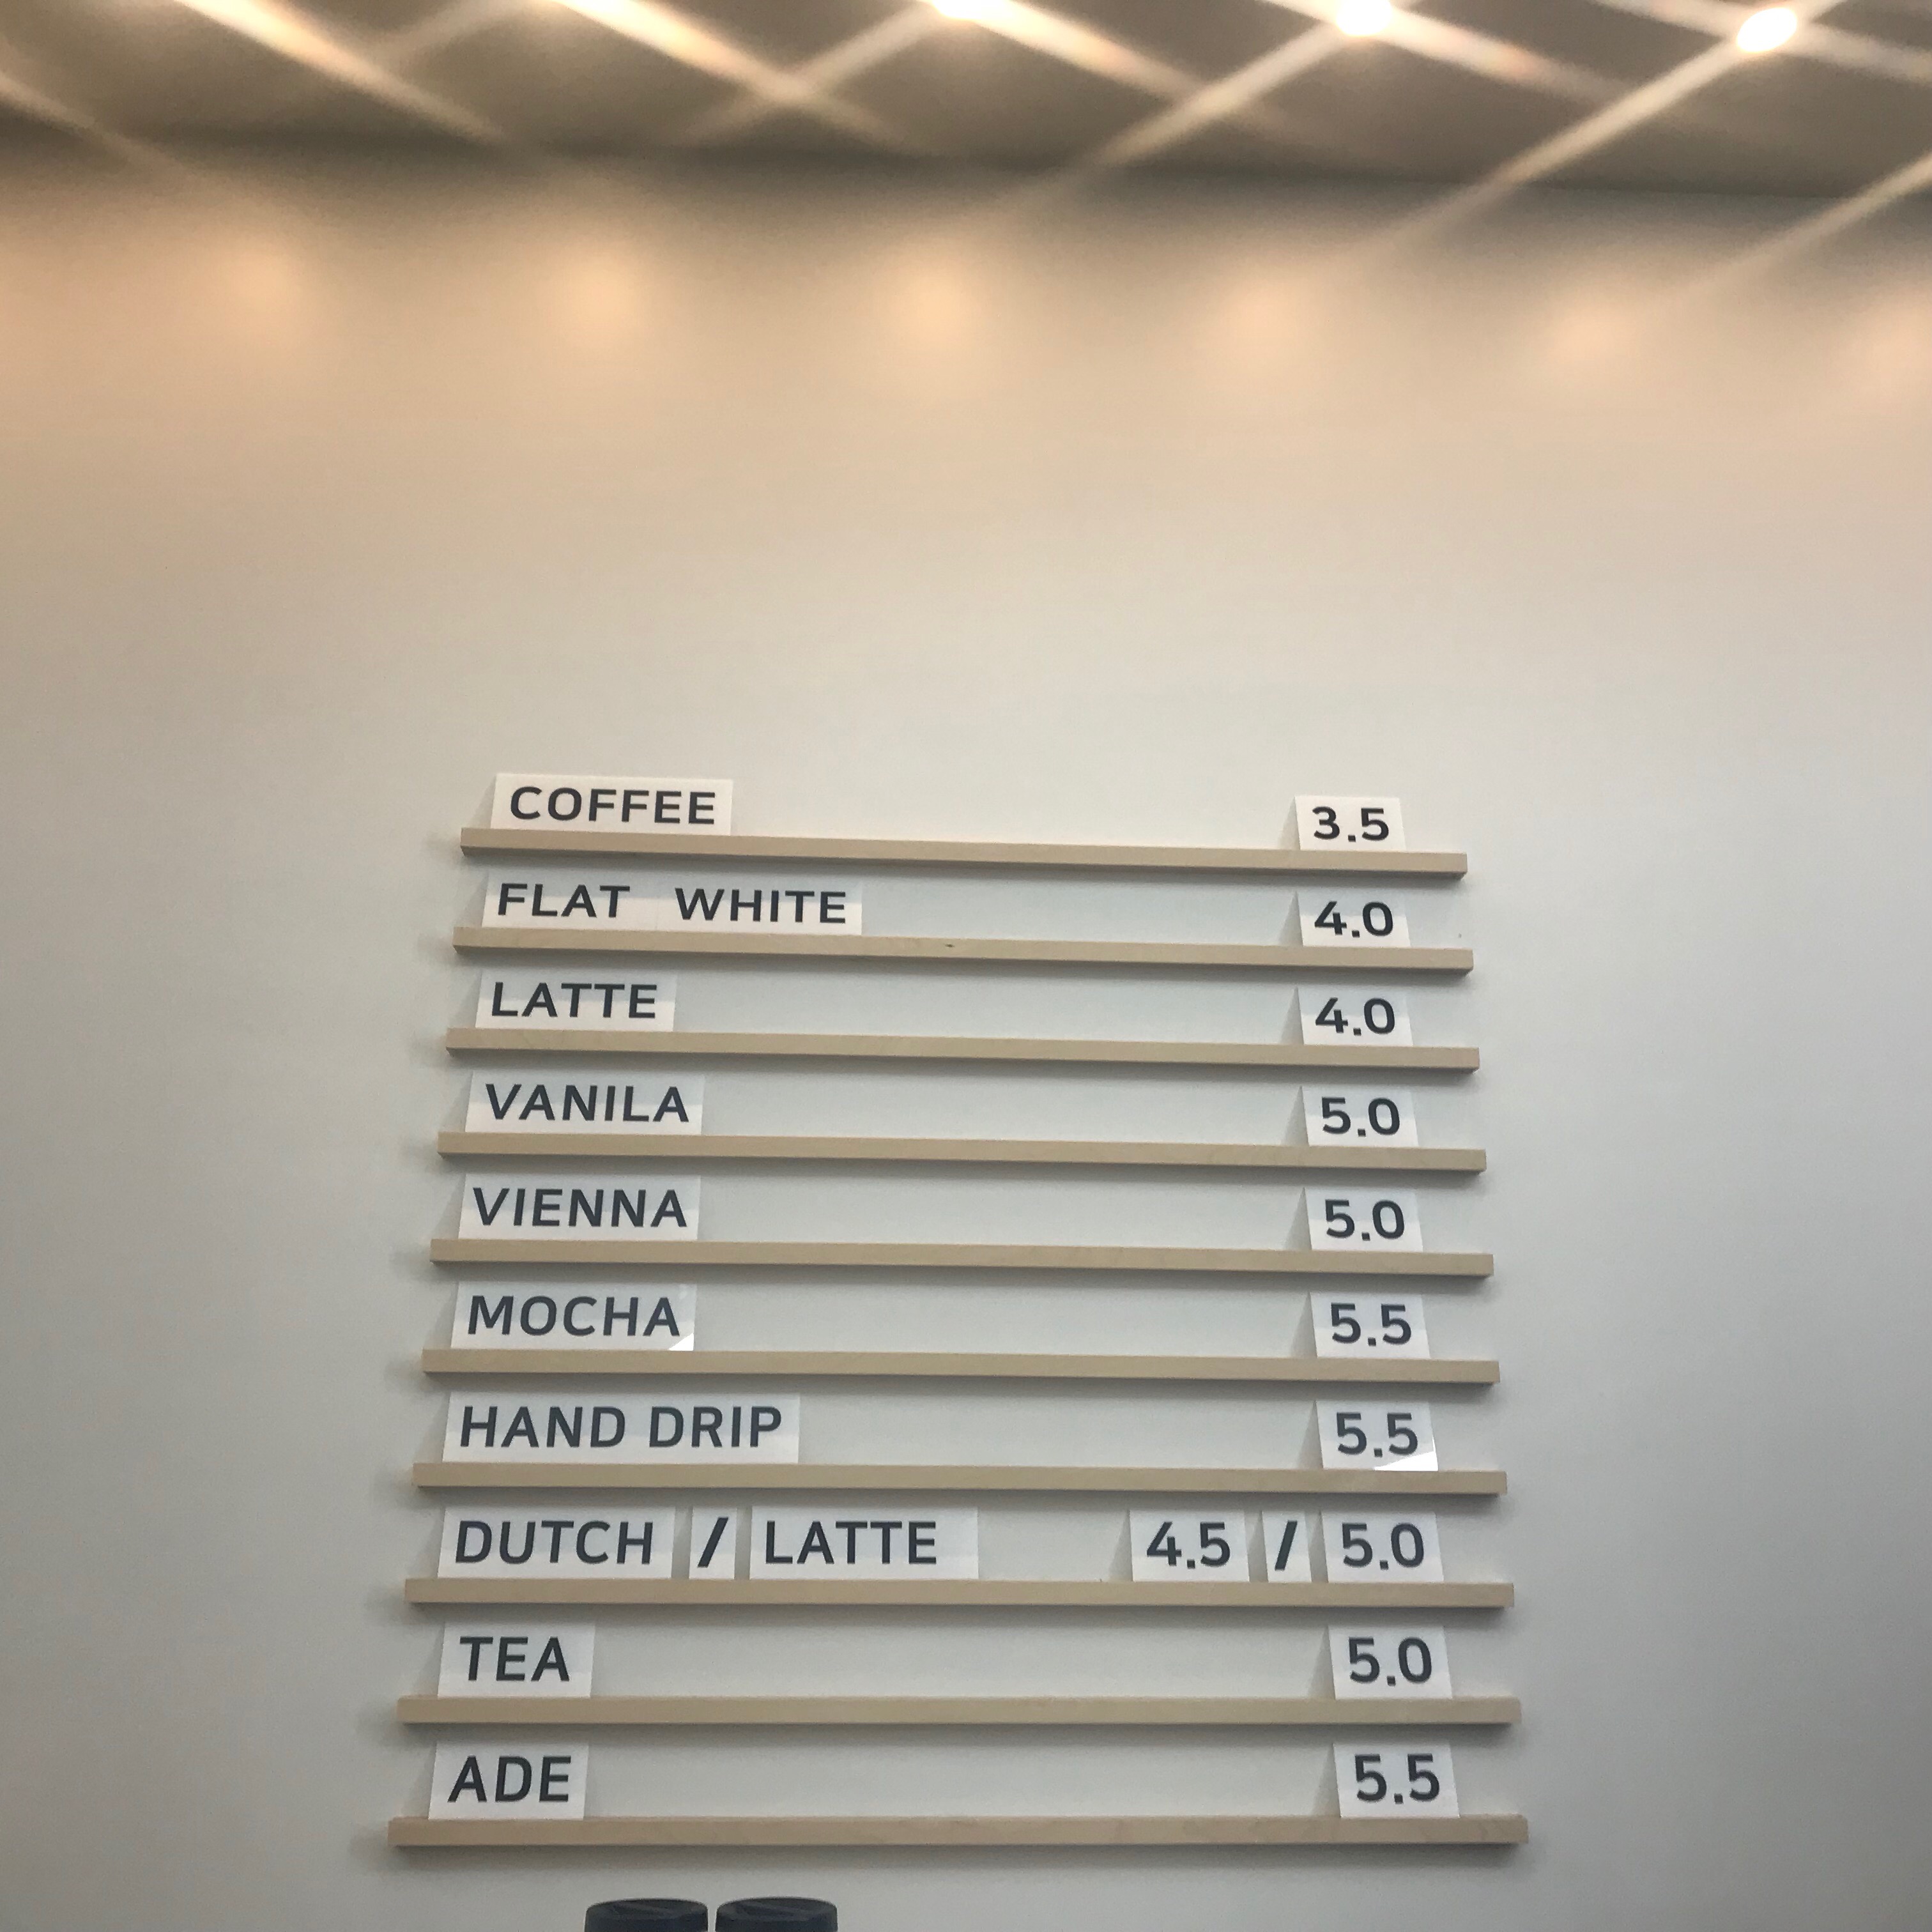 COFFEE 3.5
FLAT WHITE 4.0
LATTE 4.0
VANILA 5.0
VIENNA 5.0
MOCHA 5.5
HAND DRIP 5.5
DUTCH / LATTE 4.5 / 5.0
TEA 5.0
ADE 5.5